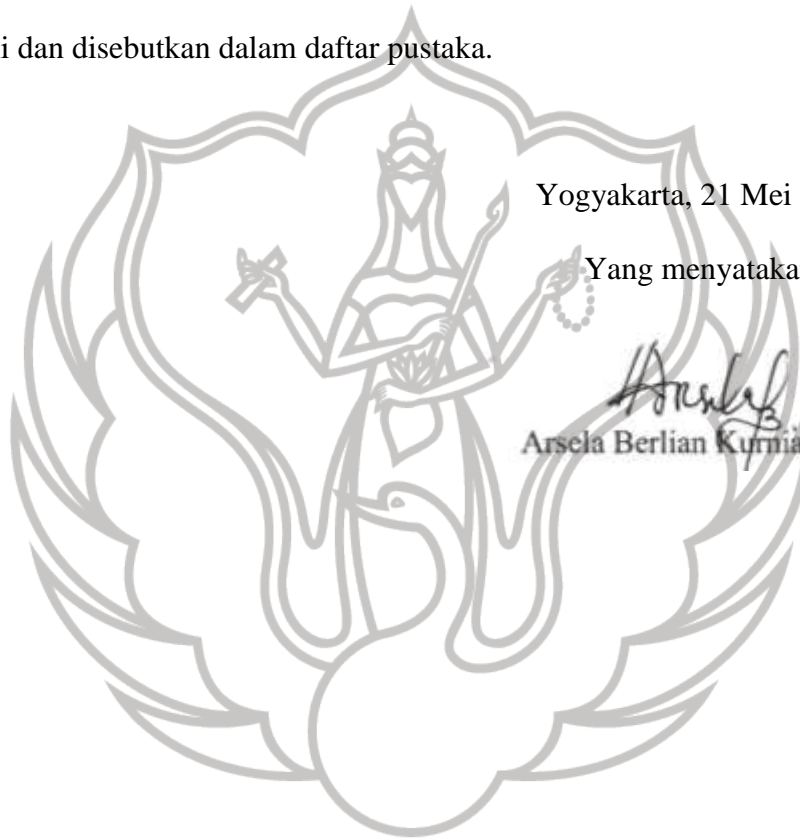 i dan disebutkan dalam daftar pustaka.
Yogyakarta, 21 Mei
Yang menyataka
Arsela Berlian Kurnia